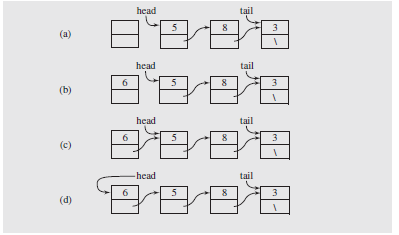 head tail
(a) 5 8 3
\
head tail
(b) 6 5 8 3
\
head tail
(c) 6 5 8 3
\
head tail
(d) 6 5 8 3
\